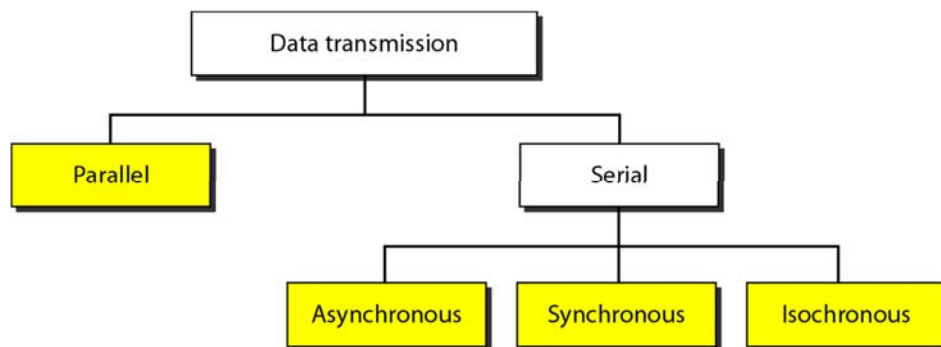 Data transmission
Parallel
Serial
Asynchronous
Synchronous
Isochronous